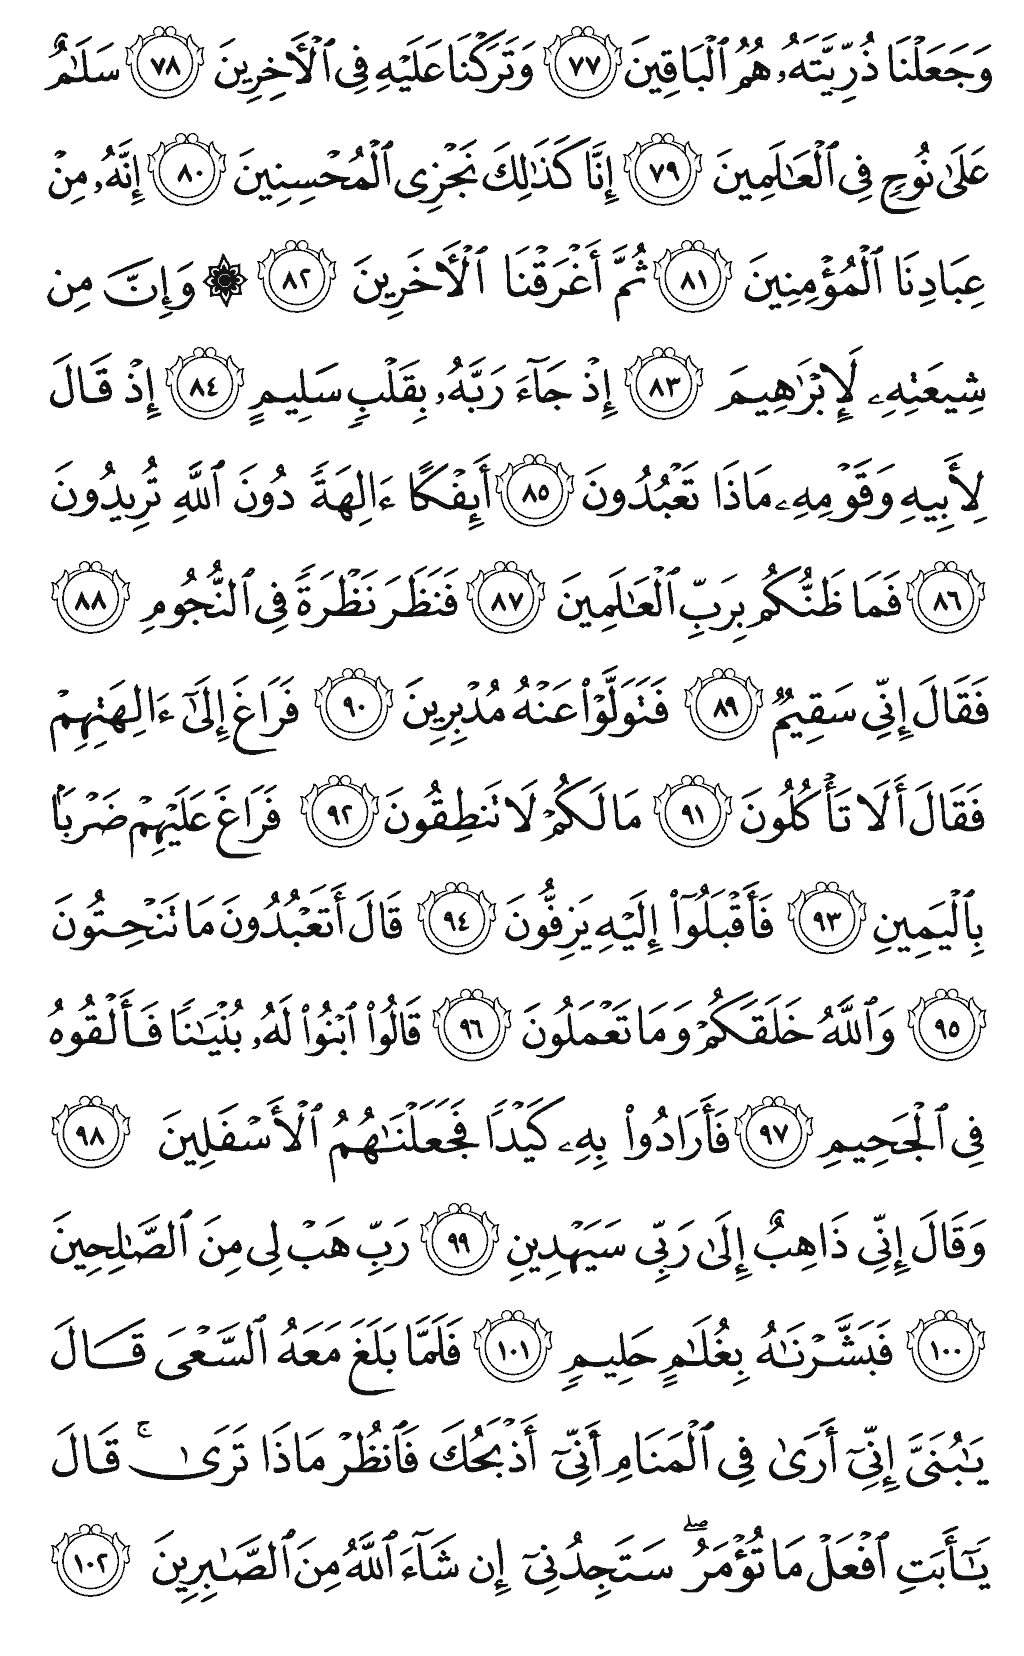 وَجَعَلْنَا ذُرِّيَّتَهُۥ هُمُ ٱلْبَاقِينَ ٧٧ وَتَرَكْنَا عَلَيْهِ فِى ٱلْـَٔاخِرِينَ ٧٨ سَلَـٰمٌ
عَلَىٰ نُوحٍ فِى ٱلْعَـٰلَمِينَ ٧٩ إِنَّا كَذَٰلِكَ نَجْزِى ٱلْمُحْسِنِينَ ٨٠ إِنَّهُۥ مِنْ
عِبَادِنَا ٱلْمُؤْمِنِينَ ٨١ ثُمَّ أَغْرَقْنَا ٱلْـَٔاخَرِينَ ٨٢ ۞ وَإِنَّ مِن
شِيعَتِهِۦ لَإِبْرَٰهِيمَ ٨٣ إِذْ جَآءَ رَبَّهُۥ بِقَلْبٍ سَلِيمٍ ٨٤ إِذْ قَالَ
لِأَبِيهِ وَقَوْمِهِۦ مَاذَا تَعْبُدُونَ ٨٥ أَئِفْكًا ءَالِهَةً دُونَ ٱللَّهِ تُرِيدُونَ
٨٦ فَمَا ظَنُّكُم بِرَبِّ ٱلْعَـٰلَمِينَ ٨٧ فَنَظَرَ نَظْرَةً فِى ٱلنُّجُومِ ٨٨
فَقَالَ إِنِّى سَقِيمٌ ٨٩ فَتَوَلَّوْا۟ عَنْهُ مُدْبِرِينَ ٩٠ فَرَاغَ إِلَىٰٓ ءَالِهَتِهِمْ
فَقَالَ أَلَا تَأْكُلُونَ ٩١ مَا لَكُمْ لَا تَنطِقُونَ ٩٢ فَرَاغَ عَلَيْهِمْ ضَرْبًۢا
بِٱلْيَمِينِ ٩٣ فَأَقْبَلُوٓا۟ إِلَيْهِ يَزِفُّونَ ٩٤ قَالَ أَتَعْبُدُونَ مَا تَنْحِتُونَ
٩٥ وَٱللَّهُ خَلَقَكُمْ وَمَا تَعْمَلُونَ ٩٦ قَالُوا۟ ٱبْنُوا۟ لَهُۥ بُنْيَـٰنًا فَأَلْقُوهُ
فِى ٱلْجَحِيمِ ٩٧ فَأَرَادُوا۟ بِهِۦ كَيْدًا فَجَعَلْنَـٰهُمُ ٱلْأَسْفَلِينَ ٩٨
وَقَالَ إِنِّى ذَاهِبٌ إِلَىٰ رَبِّى سَيَهْدِينِ ٩٩ رَبِّ هَبْ لِى مِنَ ٱلصَّـٰلِحِينَ
١٠٠ فَبَشَّرْنَـٰهُ بِغُلَـٰمٍ حَلِيمٍ ١٠١ فَلَمَّا بَلَغَ مَعَهُ ٱلسَّعْىَ قَالَ
يَـٰبُنَىَّ إِنِّىٓ أَرَىٰ فِى ٱلْمَنَامِ أَنِّىٓ أَذْبَحُكَ فَٱنظُرْ مَاذَا تَرَىٰ ۚ قَالَ
يَـٰٓأَبَتِ ٱفْعَلْ مَا تُؤْمَرُ ۖ سَتَجِدُنِىٓ إِن شَآءَ ٱللَّهُ مِنَ ٱلصَّـٰبِرِينَ ١٠٢